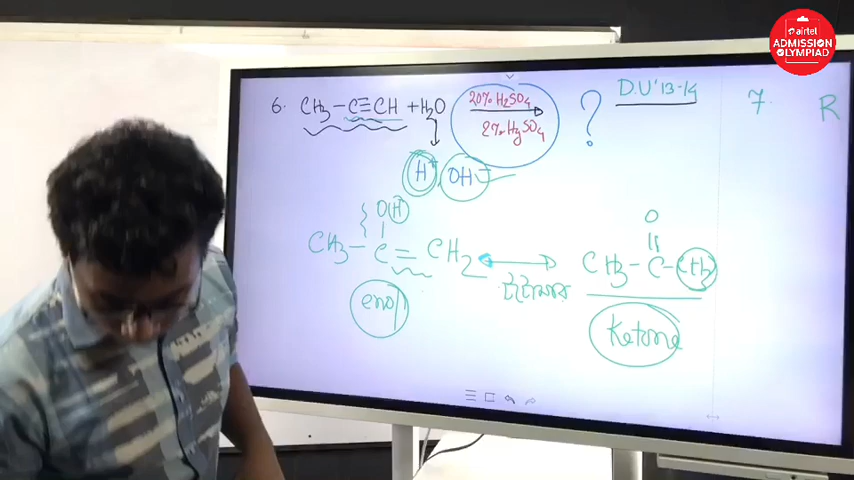 airtel
ADMISSION
OLYMPIAD
D.U'13-14
6. CH3-C≡CH + H2O 20% H2SO4 ?
2% HgSO4
7. R
H+ OH-
OH O
CH3-C=CH2 CH3-C-CH3
টটোমার
enol Ketone